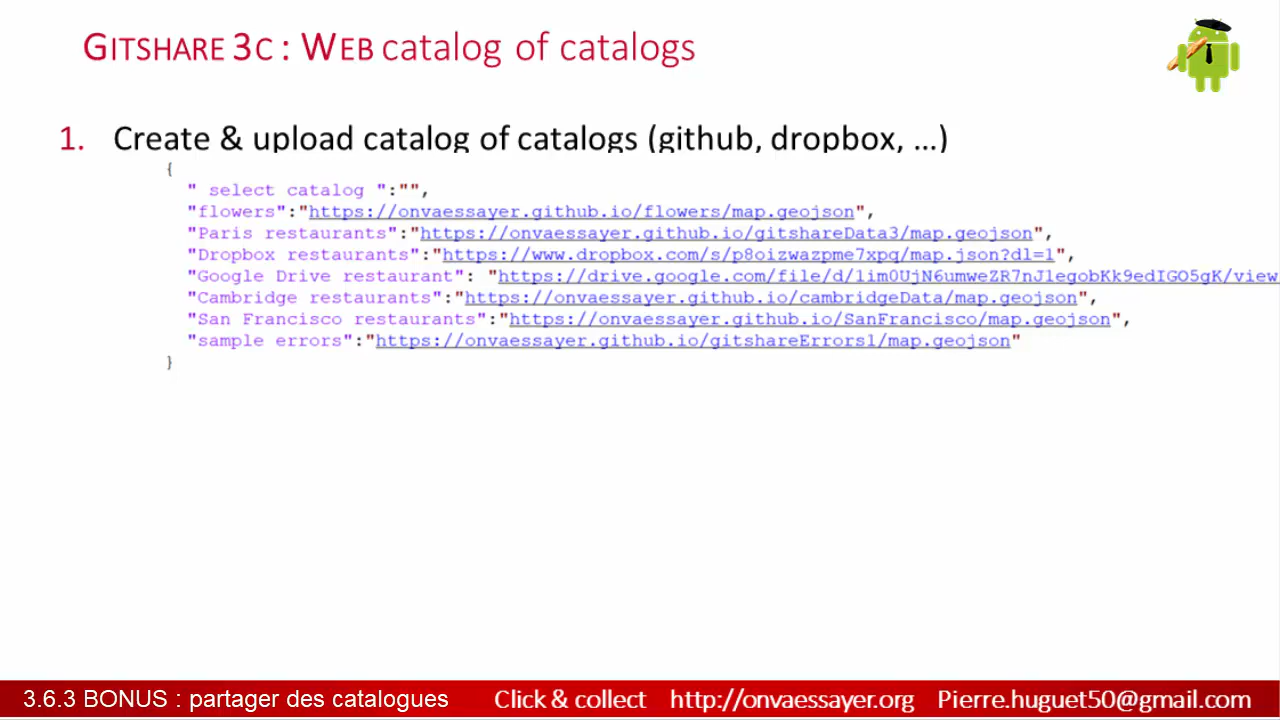 GITSHARE 3C : WEB catalog of catalogs
1. Create & upload catalog of catalogs (github, dropbox, …)
{
" select catalog ":"",
"flowers":"https://onvaessayer.github.io/flowers/map.geojson",
"Paris restaurants":"https://onvaessayer.github.io/gitshareData3/map.geojson",
"Dropbox restaurants":"https://www.dropbox.com/s/p8oizwazpme7xpq/map.json?dl=1",
"Google Drive restaurant": "https://drive.google.com/file/d/1im0UjN6umweZR7nJ1egobKk9edIGO5gK/view
"Cambridge restaurants":"https://onvaessayer.github.io/cambridgeData/map.geojson",
"San Francisco restaurants":"https://onvaessayer.github.io/SanFrancisco/map.geojson",
"sample errors":"https://onvaessayer.github.io/gitshareErrors1/map.geojson"
}
3.6.3 BONUS : partager des catalogues Click & collect http://onvaessayer.org Pierre.huguet50@gmail.com